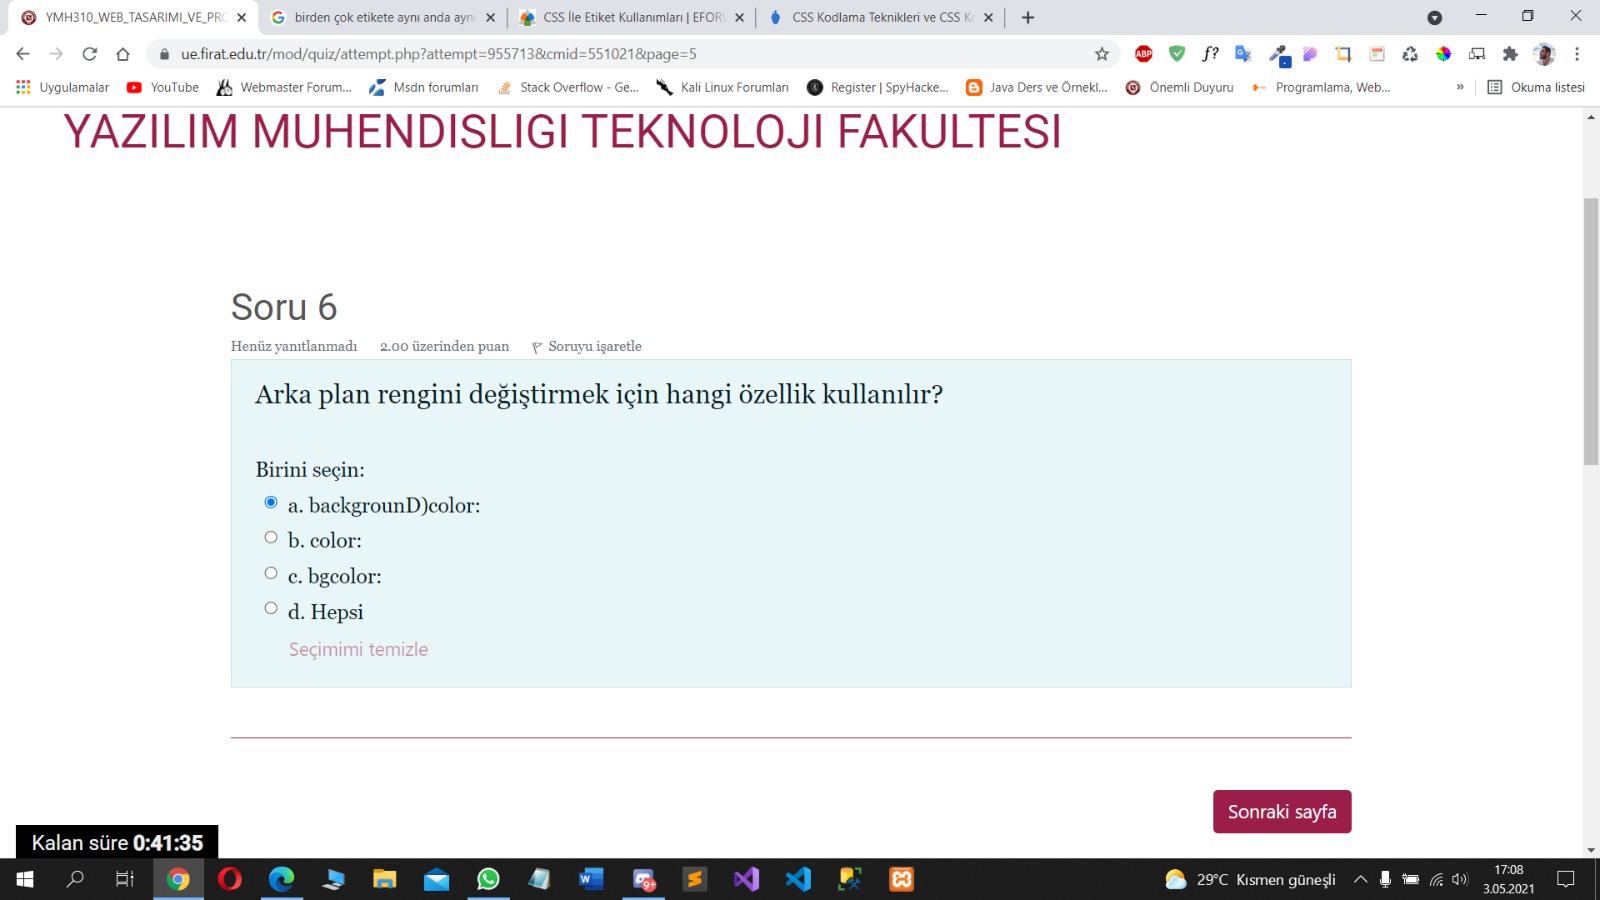 YMH310_WEB_TASARIMI_VE_PRO
birden çok etikete aynı anda aynı
CSS İle Etiket Kullanımları | EFOR
CSS Kodlama Teknikleri ve CSS K
ue.firat.edu.tr/mod/quiz/attempt.php?attempt=955713&cmid=551021&page=5
ABP
f?
Uygulamalar
YouTube
Webmaster Forum...
Msdn forumları
Stack Overflow - Ge...
Kali Linux Forumları
Register | SpyHacke...
Java Ders ve Örnekl...
Önemli Duyuru
Programlama, Web...
»
Okuma listesi
YAZILIM MUHENDISLIGI TEKNOLOJI FAKULTESI
Soru 6
Henüz yanıtlanmadı
2.00 üzerinden puan
Soruyu işaretle
Arka plan rengini değiştirmek için hangi özellik kullanılır?
Birini seçin:
a. backgrounD)color:
b. color:
c. bgcolor:
d. Hepsi
Seçimimi temizle
Sonraki sayfa
Kalan süre 0:41:35
9+
29°C Kısmen güneşli
17:08
3.05.2021